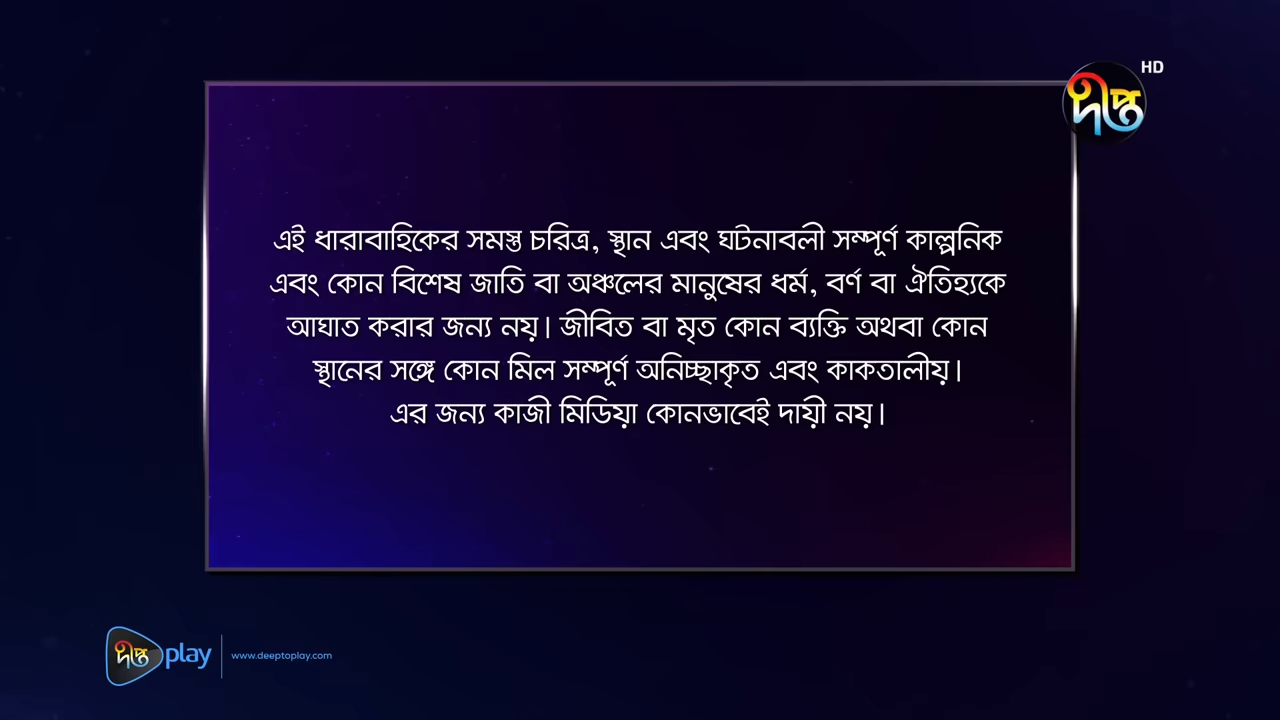 HD
দীপ্ত
এই ধারাবাহিকের সমস্ত চরিত্র, স্থান এবং ঘটনাবলী সম্পূর্ণ কাল্পনিক
এবং কোন বিশেষ জাতি বা অঞ্চলের মানুষের ধর্ম, বর্ণ বা ঐতিহ্যকে
আঘাত করার জন্য নয়। জীবিত বা মৃত কোন ব্যক্তি অথবা কোন
স্থানের সঙ্গে কোন মিল সম্পূর্ণ অনিচ্ছাকৃত এবং কাকতালীয়।
এর জন্য কাজী মিডিয়া কোনভাবেই দায়ী নয়।
দীপ্ত play www.deeptoplay.com